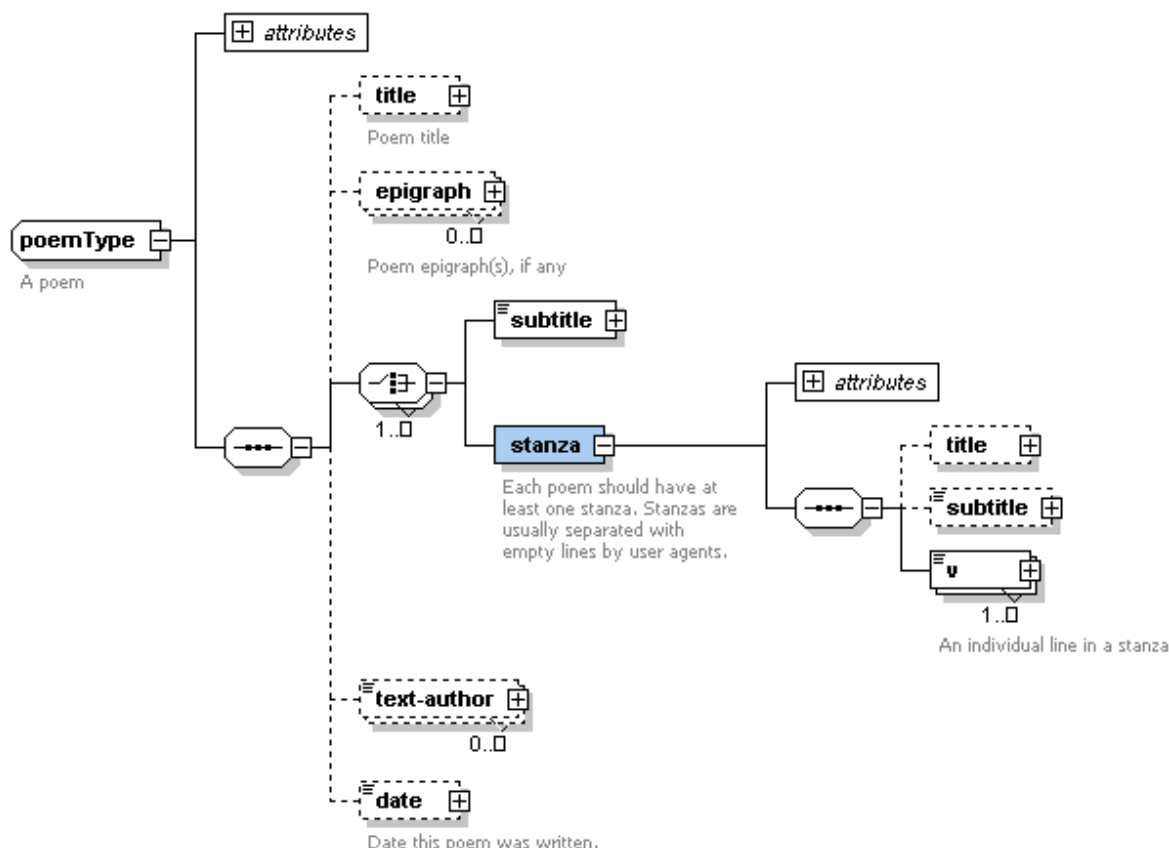 attributes
title
Poem title
epigraph
0..
Poem epigraph(s), if any
poemType
A poem
subtitle
1..
stanza
Each poem should have at
least one stanza. Stanzas are
usually separated with
empty lines by user agents.
attributes
title
subtitle
v
1..
An individual line in a stanza
text-author
0..
date
Date this poem was written.